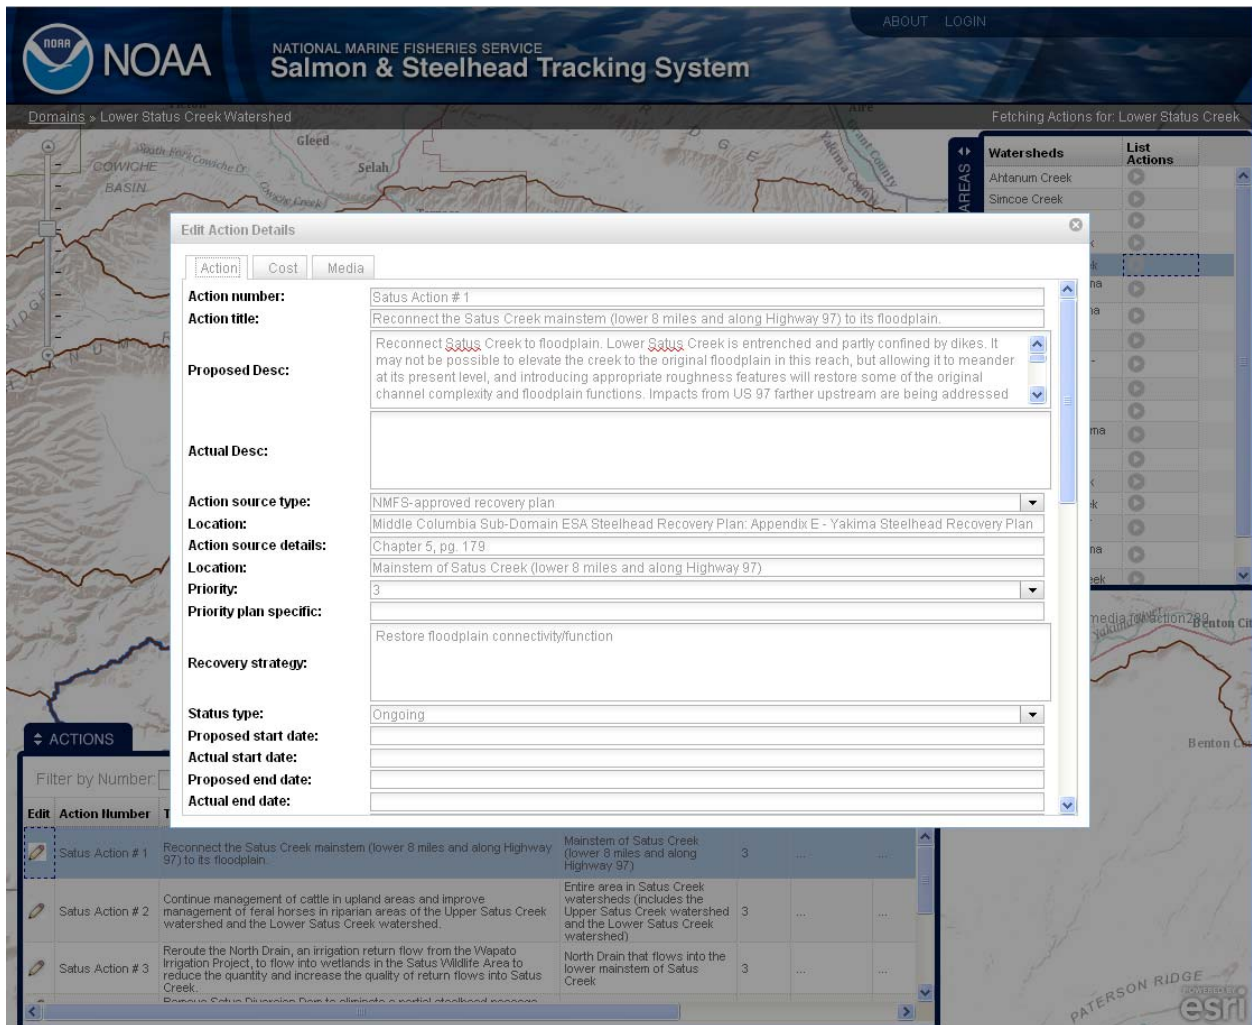 ABOUT LOGIN
NOAA
NOAA
NATIONAL MARINE FISHERIES SERVICE
Salmon & Steelhead Tracking System
Domains » Lower Status Creek Watershed
Fetching Actions for: Lower Status Creek
Gleed
South Fork Cowiche Cr
COWICHE
BASIN
Selah
Yakima County
Grant County
AREAS
Watersheds
List
Actions
Ahtanum Creek
Simcoe Creek
Edit Action Details
Action
Cost
Media
Action number:
Satus Action # 1
Action title:
Reconnect the Satus Creek mainstem (lower 8 miles and along Highway 97) to its floodplain.
Proposed Desc:
Reconnect Satus Creek to floodplain. Lower Satus Creek is entrenched and partly confined by dikes. It
may not be possible to elevate the creek to the original floodplain in this reach, but allowing it to meander
at its present level, and introducing appropriate roughness features will restore some of the original
channel complexity and floodplain functions. Impacts from US 97 farther upstream are being addressed
Actual Desc:
Action source type:
NMFS-approved recovery plan
Location:
Middle Columbia Sub-Domain ESA Steelhead Recovery Plan: Appendix E - Yakima Steelhead Recovery Plan
Action source details:
Chapter 5, pg. 179
Location:
Mainstem of Satus Creek (lower 8 miles and along Highway 97)
Priority:
3
Priority plan specific:
Recovery strategy:
Restore floodplain connectivity/function
Status type:
Ongoing
Proposed start date:
Actual start date:
Proposed end date:
Actual end date:
Benton Cit
ACTIONS
Filter by Number:
Edit Action Number
Satus Action # 1
Reconnect the Satus Creek mainstem (lower 8 miles and along Highway
97) to its floodplain.
Mainstem of Satus Creek
(lower 8 miles and along
Highway 97)
3 ... ...
Satus Action # 2
Continue management of cattle in upland areas and improve
management of feral horses in riparian areas of the Upper Satus Creek
watershed and the Lower Satus Creek watershed.
Entire area in Satus Creek
watersheds (includes the
Upper Satus Creek watershed
and the Lower Satus Creek
watershed)
3 ... ...
Satus Action # 3
Reroute the North Drain, an irrigation return flow from the Wapato
Irrigation Project, to flow into wetlands in the Satus Wildlife Area to
reduce the quantity and increase the quality of return flows into Satus
Creek.
North Drain that flows into the
lower mainstem of Satus
Creek
3 ... ...
PATERSON RIDGE
POWERED BY
esri